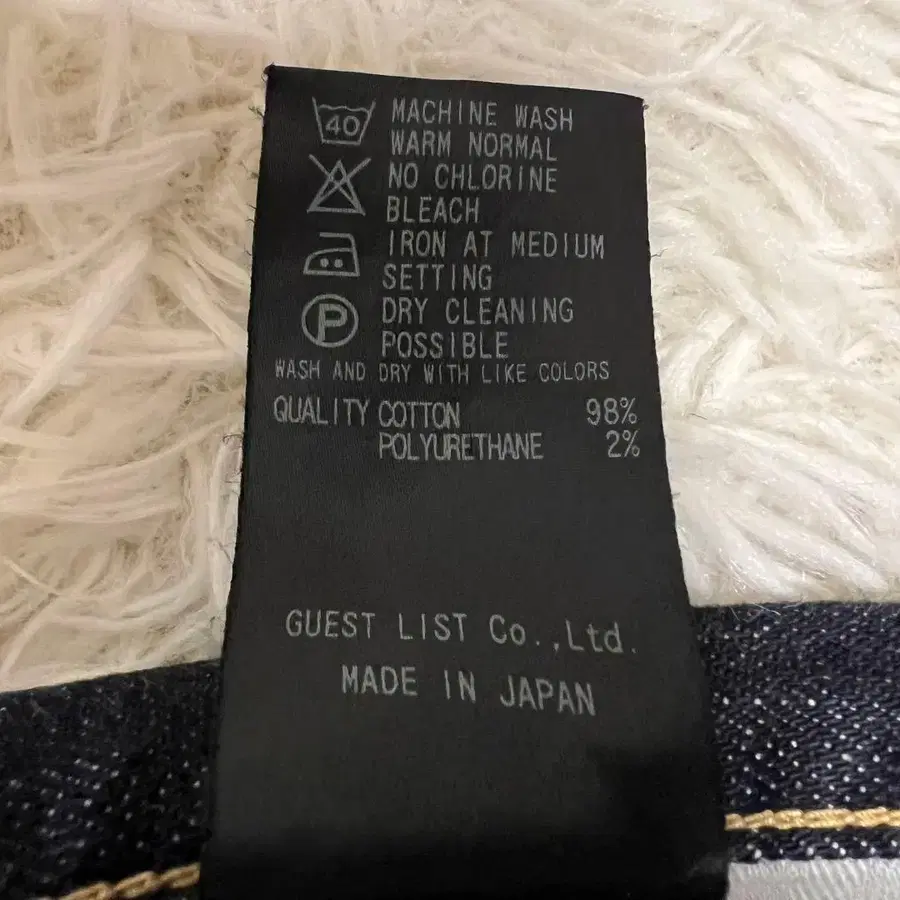 40 MACHINE WASH
WARM NORMAL
NO CHLORINE
BLEACH
IRON AT MEDIUM
SETTING
P DRY CLEANING
POSSIBLE
WASH AND DRY WITH LIKE COLORS
QUALITY COTTON 98%
POLYURETHANE 2%
GUEST LIST Co.,Ltd.
MADE IN JAPAN